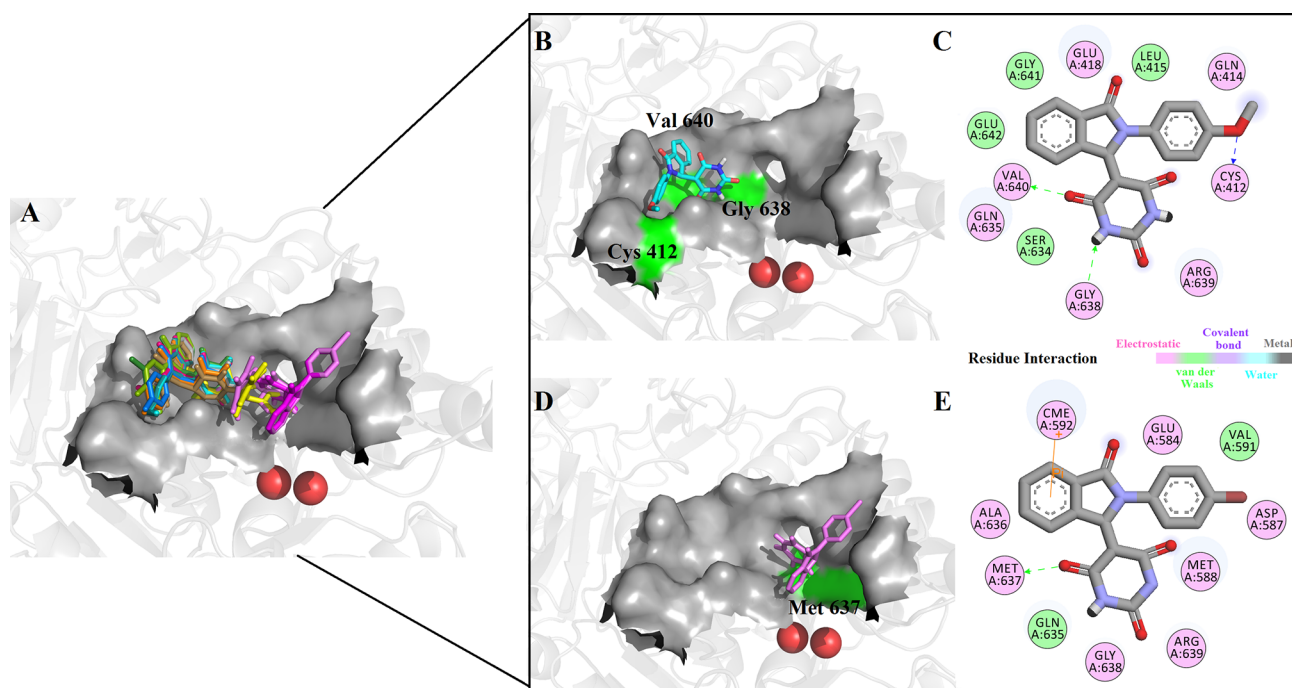 A
B
Val 640
Gly 638
Cys 412
C
GLU
A:418
LEU
A:415
GLN
A:414
GLY
A:641
GLU
A:642
VAL
A:640
CYS
A:412
GLN
A:635
SER
A:634
ARG
A:639
GLY
A:638
Residue Interaction
Electrostatic
Covalent
bond
Metal
van der
Waals
Water
D
Met 637
E
CME
A:592
GLU
A:584
VAL
A:591
ALA
A:636
ASP
A:587
MET
A:637
MET
A:588
GLN
A:635
GLY
A:638
ARG
A:639